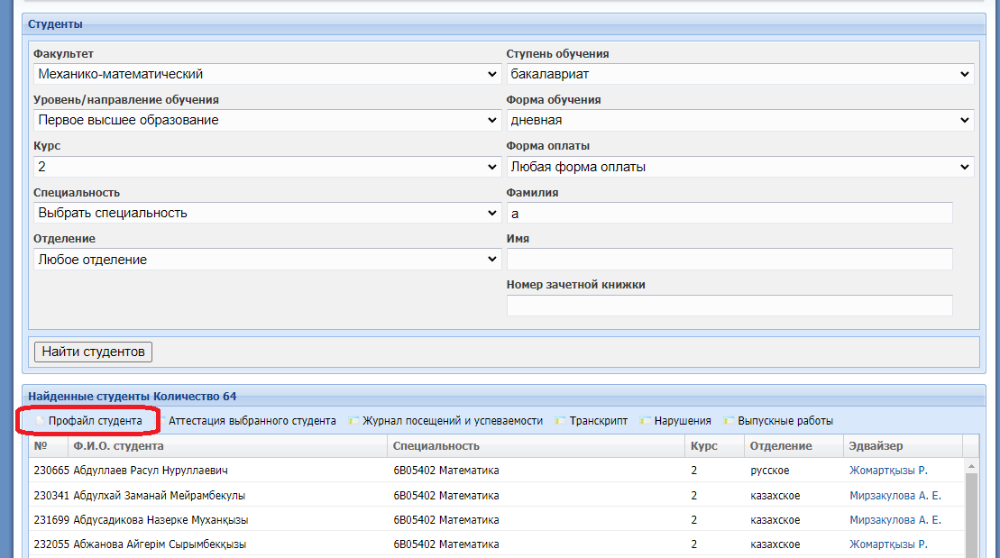 Студенты
Факультет Ступень обучения
Механико-математический бакалавриат
Уровень/направление обучения Форма обучения
Первое высшее образование дневная
Курс Форма оплаты
2 Любая форма оплаты
Специальность Фамилия
Выбрать специальность а
Отделение Имя
Любое отделение
Номер зачетной книжки
Найти студентов
Найденные студенты Количество 64
Профайл студента Аттестация выбранного студента Журнал посещений и успеваемости Транскрипт Нарушения Выпускные работы
№ Ф.И.О. студента Специальность Курс Отделение Эдвайзер
230665 Абдуллаев Расул Нуруллаевич 6B05402 Математика 2 русское Жомартқызы Р.
230341 Абдулхай Заманай Мейрамбекулы 6B05402 Математика 2 казахское Мирзакулова А. Е.
231699 Абдусадикова Назерке Муханқызы 6B05402 Математика 2 казахское Мирзакулова А. Е.
232055 Абжанова Айгерім Сырымбекқызы 6B05402 Математика 2 казахское Жомартқызы Р.